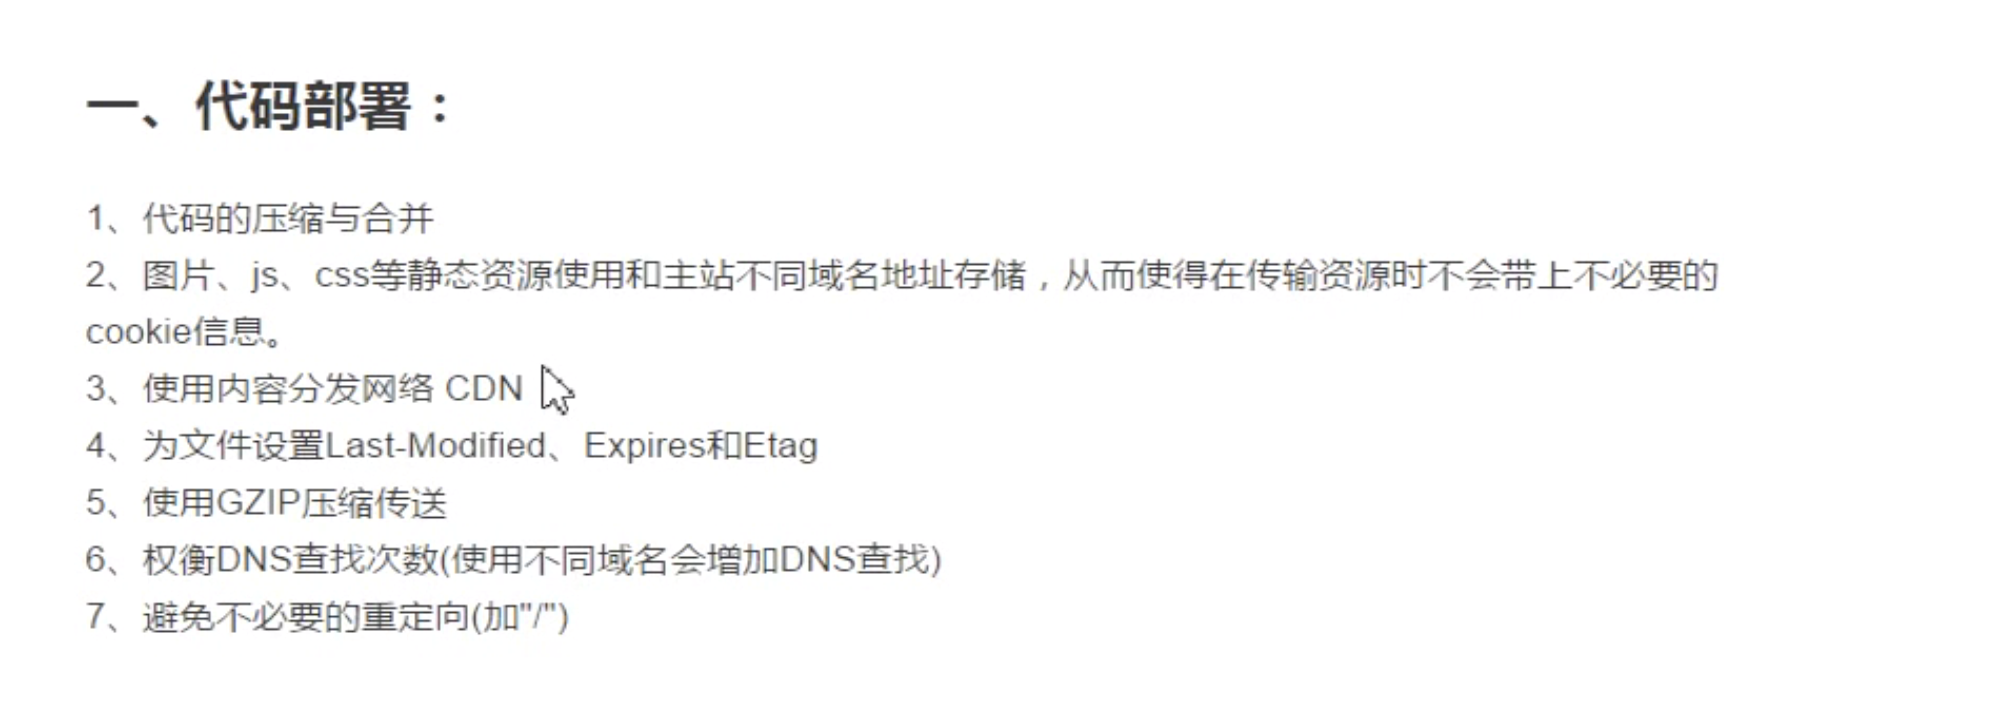 一、代码部署：
1、代码的压缩与合并
2、图片、js、css等静态资源使用和主站不同域名地址存储，从而使得在传输资源时不会带上不必要的
cookie信息。
3、使用内容分发网络 CDN
4、为文件设置Last-Modified、Expires和Etag
5、使用GZIP压缩传送
6、权衡DNS查找次数(使用不同域名会增加DNS查找)
7、避免不必要的重定向(加"/")